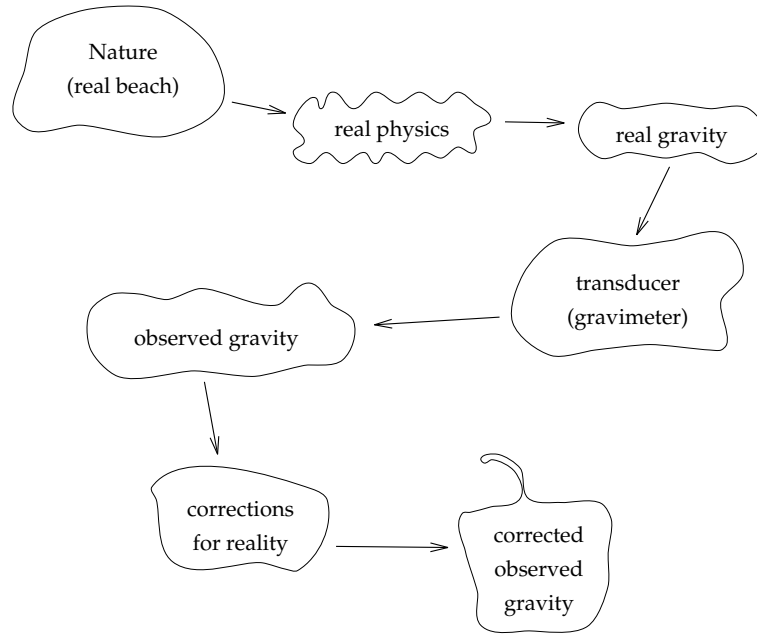 Nature
(real beach)
real physics
real gravity
transducer
(gravimeter)
observed gravity
corrections
for reality
corrected
observed
gravity